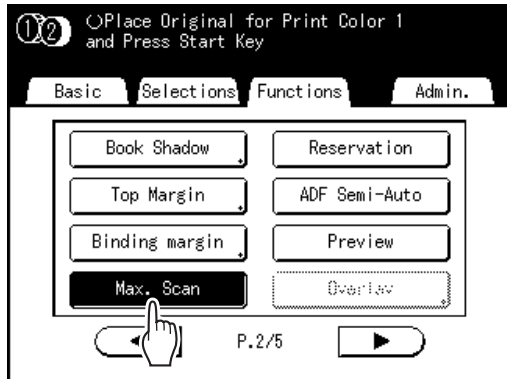 ①② Place Original for Print Color 1
and Press Start Key
Basic Selections Functions Admin.
Book Shadow Reservation
Top Margin ADF Semi-Auto
Binding margin Preview
Max. Scan Overlay
P.2/5